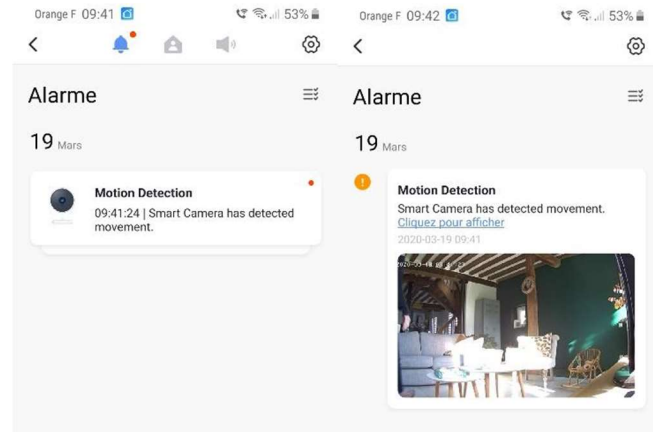 Orange F 09:41
53%
Alarme
19 Mars
Motion Detection
09:41:24 | Smart Camera has detected
movement.
Orange F 09:42
53%
Alarme
19 Mars
Motion Detection
Smart Camera has detected movement.
Cliquez pour afficher
2020-03-19 09:41